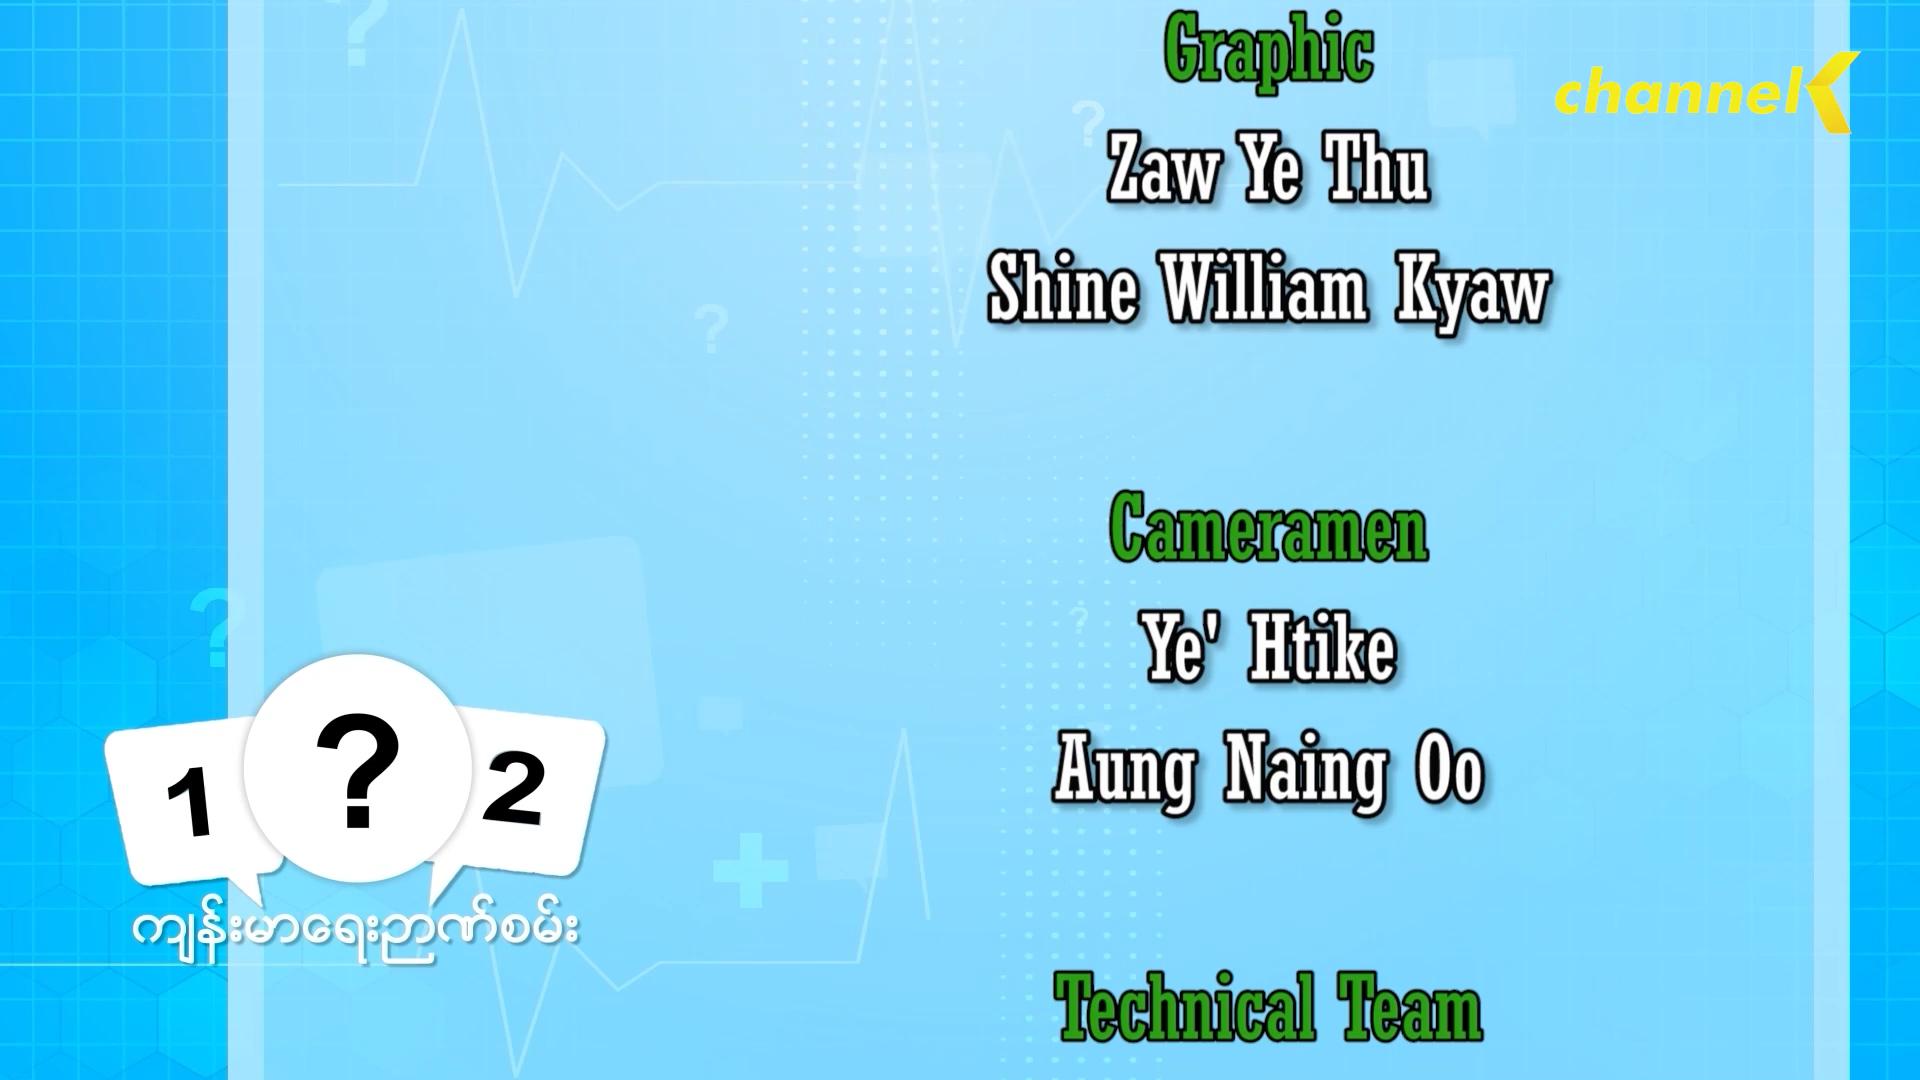 Graphic
channelK
Zaw Ye Thu
Shine William Kyaw
Cameramen
Ye' Htike
Aung Naing Oo
1 ? 2
ကျန်းမာရေးဉာဏ်စမ်း
Technical Team